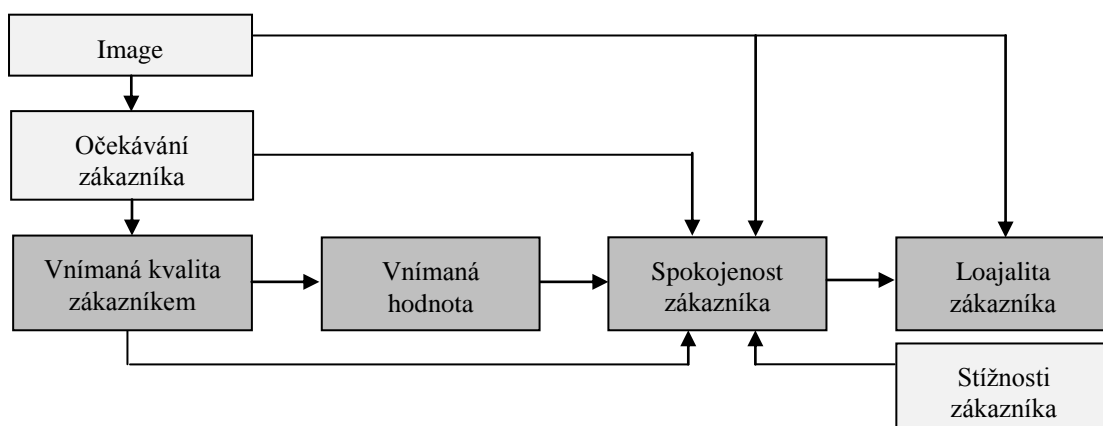 Image
Očekávání
zákazníka
Vnímaná kvalita
zákazníkem
Vnímaná
hodnota
Spokojenost
zákazníka
Loajalita
zákazníka
Stížnosti
zákazníka